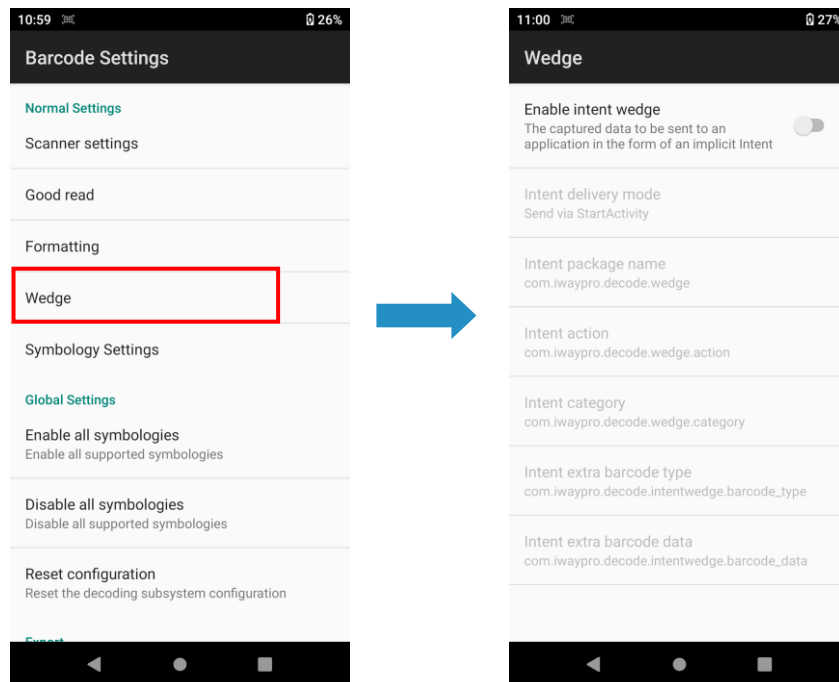 10:59
26%
Barcode Settings
Normal Settings
Scanner settings
Good read
Formatting
Wedge
Symbology Settings
Global Settings
Enable all symbologies
Enable all supported symbologies
Disable all symbologies
Disable all supported symbologies
Reset configuration
Reset the decoding subsystem configuration
11:00
27%
Wedge
Enable intent wedge
The captured data to be sent to an
application in the form of an implicit Intent
Intent delivery mode
Send via StartActivity
Intent package name
com.iwaypro.decode.wedge
Intent action
com.iwaypro.decode.wedge.action
Intent category
com.iwaypro.decode.wedge.category
Intent extra barcode type
com.iwaypro.decode.intentwedge.barcode_type
Intent extra barcode data
com.iwaypro.decode.intentwedge.barcode_data